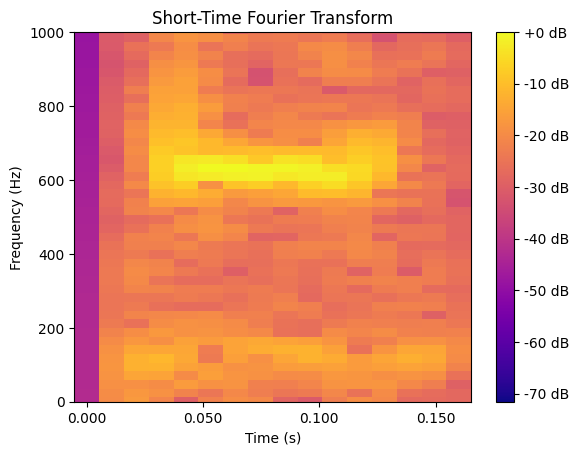 Short-Time Fourier Transform
1000
800
600
400
200
0
Frequency (Hz)
0.000
0.050
0.100
0.150
Time (s)
+0 dB
-10 dB
-20 dB
-30 dB
-40 dB
-50 dB
-60 dB
-70 dB